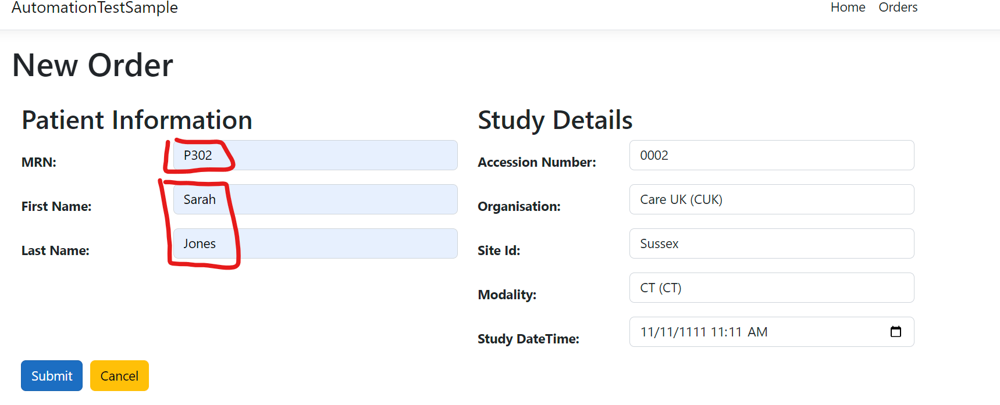 AutomationTestSample
Home Orders
New Order
Patient Information
MRN: P302
First Name: Sarah
Last Name: Jones
Study Details
Accession Number: 0002
Organisation: Care UK (CUK)
Site Id: Sussex
Modality: CT (CT)
Study DateTime: 11/11/1111 11:11 AM
Submit Cancel